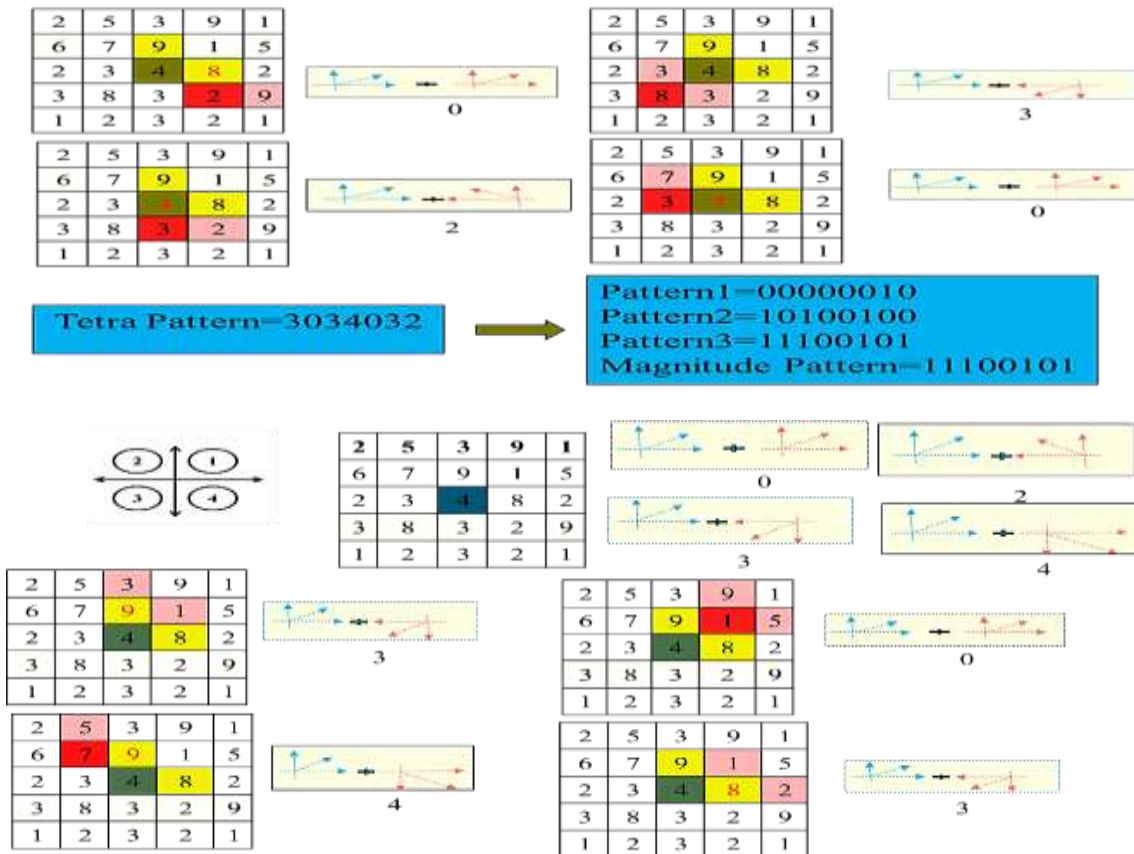 2 5 3 9 1
6 7 9 1 5
2 3 4 8 2
3 8 3 2 9
1 2 3 2 1
0
2 5 3 9 1
6 7 9 1 5
2 3 4 8 2
3 8 3 2 9
1 2 3 2 1
3
2 5 3 9 1
6 7 9 1 5
2 3 8 2
3 8 3 2 9
1 2 3 2 1
2
2 5 3 9 1
6 7 9 1 5
2 3 8 2
3 8 3 2 9
1 2 3 2 1
0
Tetra Pattern=3034032
Pattern1=00000010
Pattern2=10100100
Pattern3=11100101
Magnitude Pattern=11100101
2 1
3 4
2 5 3 9 1
6 7 9 1 5
2 3 4 8 2
3 8 3 2 9
1 2 3 2 1
0
2
3
4
2 5 3 9 1
6 7 9 1 5
2 3 4 8 2
3 8 3 2 9
1 2 3 2 1
3
2 5 3 9 1
6 7 9 1 5
2 3 4 8 2
3 8 3 2 9
1 2 3 2 1
0
2 5 3 9 1
6 7 9 1 5
2 3 4 8 2
3 8 3 2 9
1 2 3 2 1
4
2 5 3 9 1
6 7 9 1 5
2 3 4 8 2
3 8 3 2 9
1 2 3 2 1
3